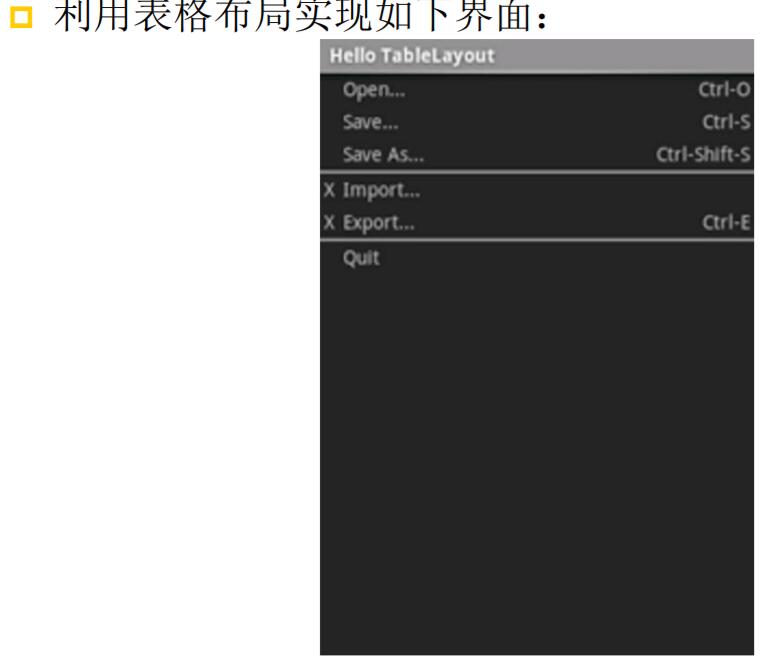 利用表格布局实现如下界面：
Hello TableLayout
Open... Ctrl-O
Save... Ctrl-S
Save As... Ctrl-Shift-S
X Import...
X Export... Ctrl-E
Quit